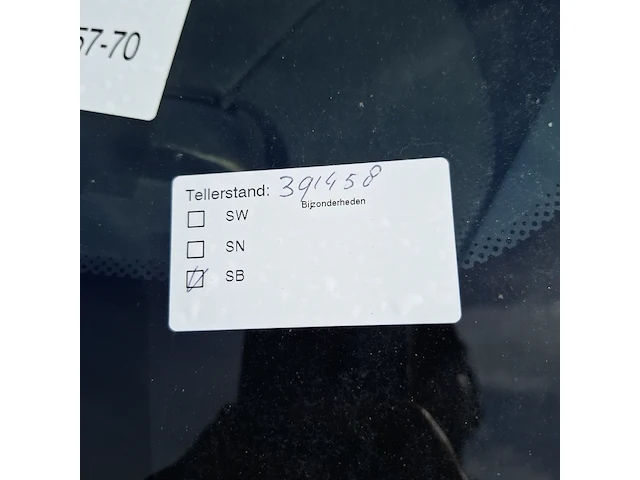 57-70
Tellerstand: 391458
Bijzonderheden
SW
SN
SB